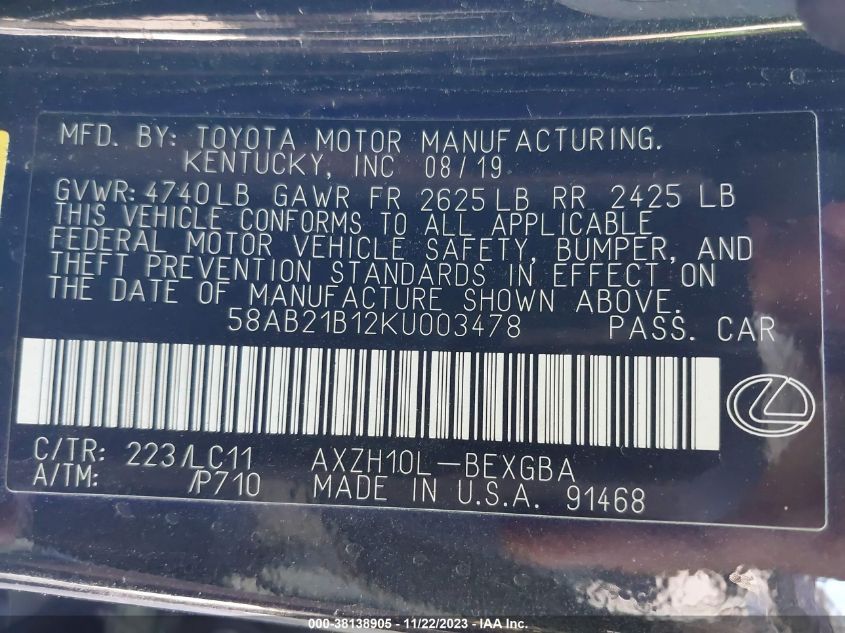 MFD. BY: TOYOTA MOTOR MANUFACTURING.
KENTUCKY, INC 08/19
GVWR: 4740LB GAWR FR 2625LB RR 2425 LB
THIS VEHICLE CONFORMS TO ALL APPLICABLE
FEDERAL MOTOR VEHICLE SAFETY, BUMPER, AND
THEFT PREVENTION STANDARDS IN EFFECT ON
THE DATE OF MANUFACTURE SHOWN ABOVE.
58AB21B12KU003478 PASS. CAR
C/TR: 223/LC11 AXZH10L-BEXGBA
A/TM: /P710 MADE IN U.S.A. 91468
000-38138905 - 11/22/2023 - IAA Inc.